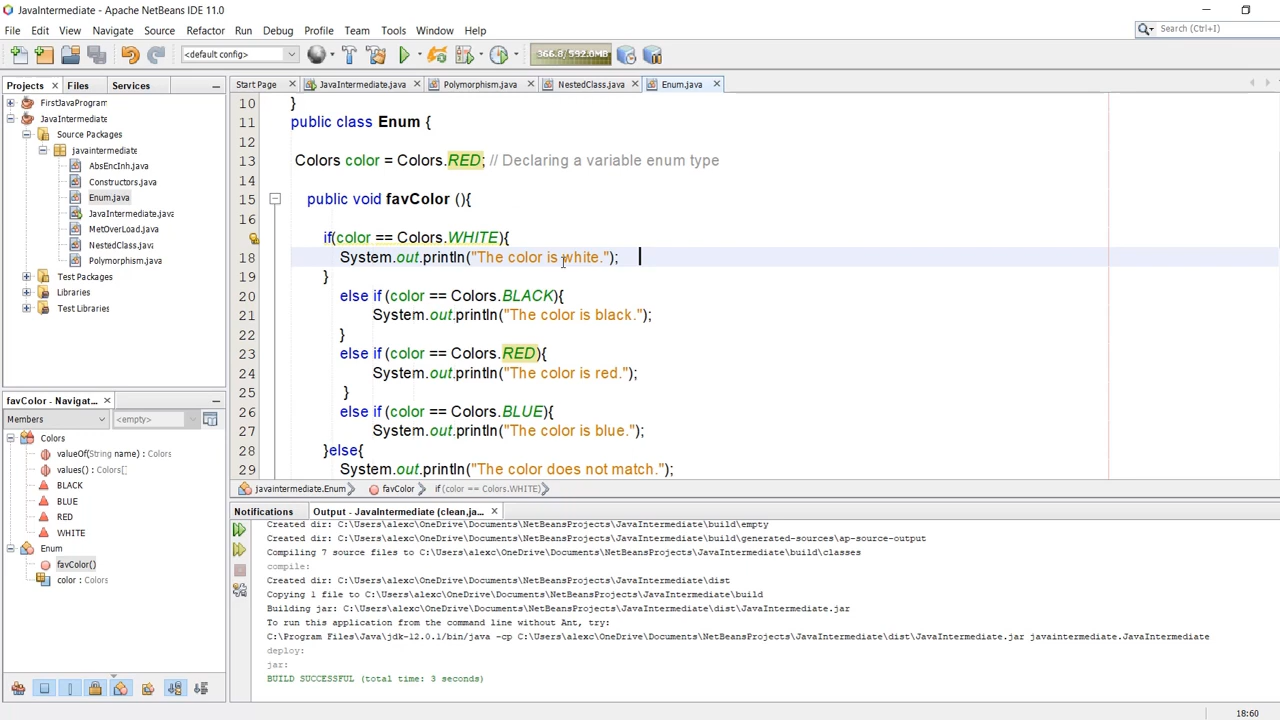 JavaIntermediate - Apache NetBeans IDE 11.0
File Edit View Navigate Source Refactor Run Debug Profile Team Tools Window Help
Search (Ctrl+I)
<default config>
366.8/592.0MB
Projects Files Services
Start Page JavaIntermediate.java Polymorphism.java NestedClass.java Enum.java
FirstJavaProgram
JavaIntermediate
Source Packages
javaintermediate
AbsEncInh.java
Constructors.java
Enum.java
JavaIntermediate.java
MetOverLoad.java
NestedClass.java
Polymorphism.java
Test Packages
Libraries
Test Libraries
10 }
11 public class Enum {
12
13 Colors color = Colors.RED; // Declaring a variable enum type
14
15 public void favColor (){
16
if(color == Colors.WHITE){
18 System.out.println("The color is white.");
19 }
20 else if (color == Colors.BLACK){
21 System.out.println("The color is black.");
22 }
23 else if (color == Colors.RED){
24 System.out.println("The color is red.");
25 }
26 else if (color == Colors.BLUE){
27 System.out.println("The color is blue.");
28 }else{
29 System.out.println("The color does not match.");
favColor - Navigat...
Members <empty>
Colors
valueOf(String name) : Colors
values() : Colors[]
BLACK
BLUE
RED
WHITE
Enum
favColor()
color : Colors
javaintermediate.Enum favColor if (color == Colors.WHITE)
Notifications Output - JavaIntermediate (clean,ja...
Created dir: C:\Users\alexc\OneDrive\Documents\NetBeansProjects\JavaIntermediate\build\empty
Created dir: C:\Users\alexc\OneDrive\Documents\NetBeansProjects\JavaIntermediate\build\generated-sources\ap-source-output
Compiling 7 source files to C:\Users\alexc\OneDrive\Documents\NetBeansProjects\JavaIntermediate\build\classes
compile:
Created dir: C:\Users\alexc\OneDrive\Documents\NetBeansProjects\JavaIntermediate\dist
Copying 1 file to C:\Users\alexc\OneDrive\Documents\NetBeansProjects\JavaIntermediate\build
Building jar: C:\Users\alexc\OneDrive\Documents\NetBeansProjects\JavaIntermediate\dist\JavaIntermediate.jar
To run this application from the command line without Ant, try:
C:\Program Files\Java\jdk-12.0.1/bin/java -cp C:\Users\alexc\OneDrive\Documents\NetBeansProjects\JavaIntermediate\dist\JavaIntermediate.jar javaintermediate.JavaIntermediate
deploy:
jar:
BUILD SUCCESSFUL (total time: 3 seconds)
18:60